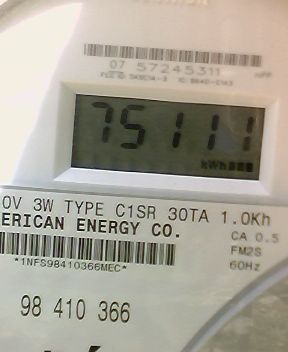 07 57245311
75111
kWh
0V 3W TYPE C1SR 30TA 1.0Kh
ERICAN ENERGY CO.
CA 0.5
FM2S
60Hz
*1NFS98410366MEC*
98 410 366